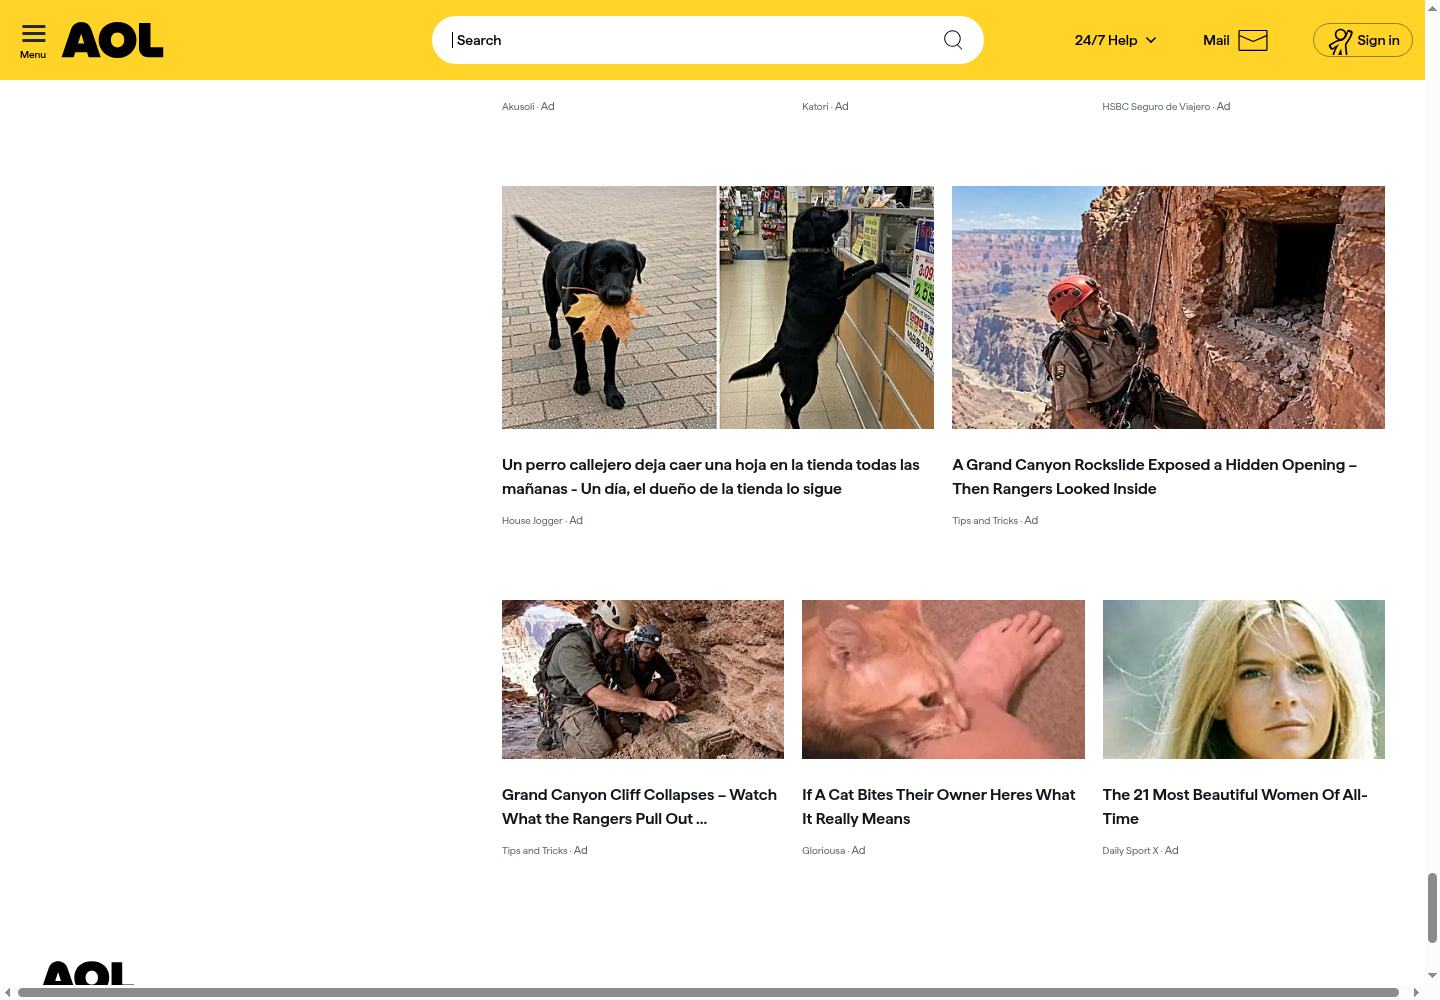 Menu
AOL
Search
24/7 Help
Mail
Sign in
Akusoli · Ad
Katori · Ad
HSBC Seguro de Viajero · Ad
Un perro callejero deja caer una hoja en la tienda todas las
mañanas - Un día, el dueño de la tienda lo sigue
House Jogger · Ad
A Grand Canyon Rockslide Exposed a Hidden Opening –
Then Rangers Looked Inside
Tips and Tricks · Ad
Grand Canyon Cliff Collapses – Watch
What the Rangers Pull Out ...
Tips and Tricks · Ad
If A Cat Bites Their Owner Heres What
It Really Means
Gloriousa · Ad
The 21 Most Beautiful Women Of All-
Time
Daily Sport X · Ad
AOL